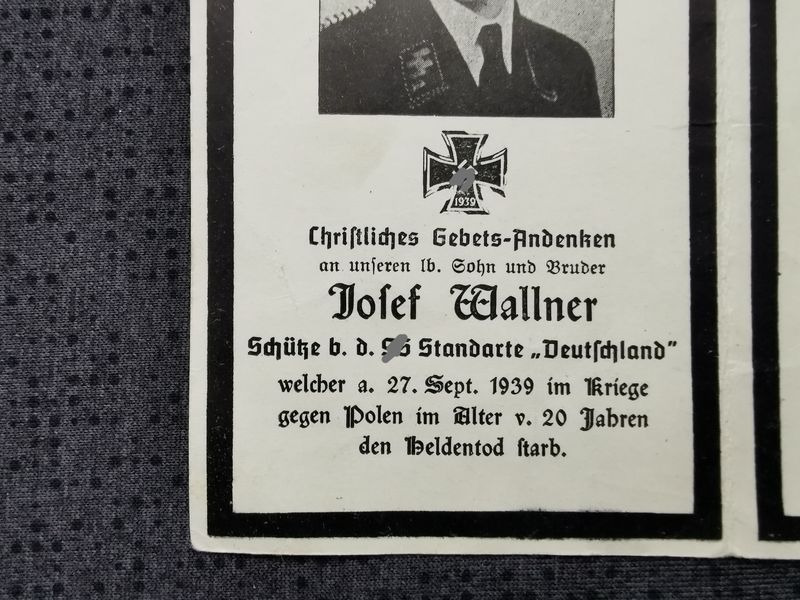 1939
Christliches Gebets-Andenken
an unseren lb. Sohn und Bruder
Josef Wallner
Schütze b. d. SS Standarte „Deutschland”
welcher a. 27. Sept. 1939 im Kriege
gegen Polen im Alter v. 20 Jahren
den Heldentod starb.